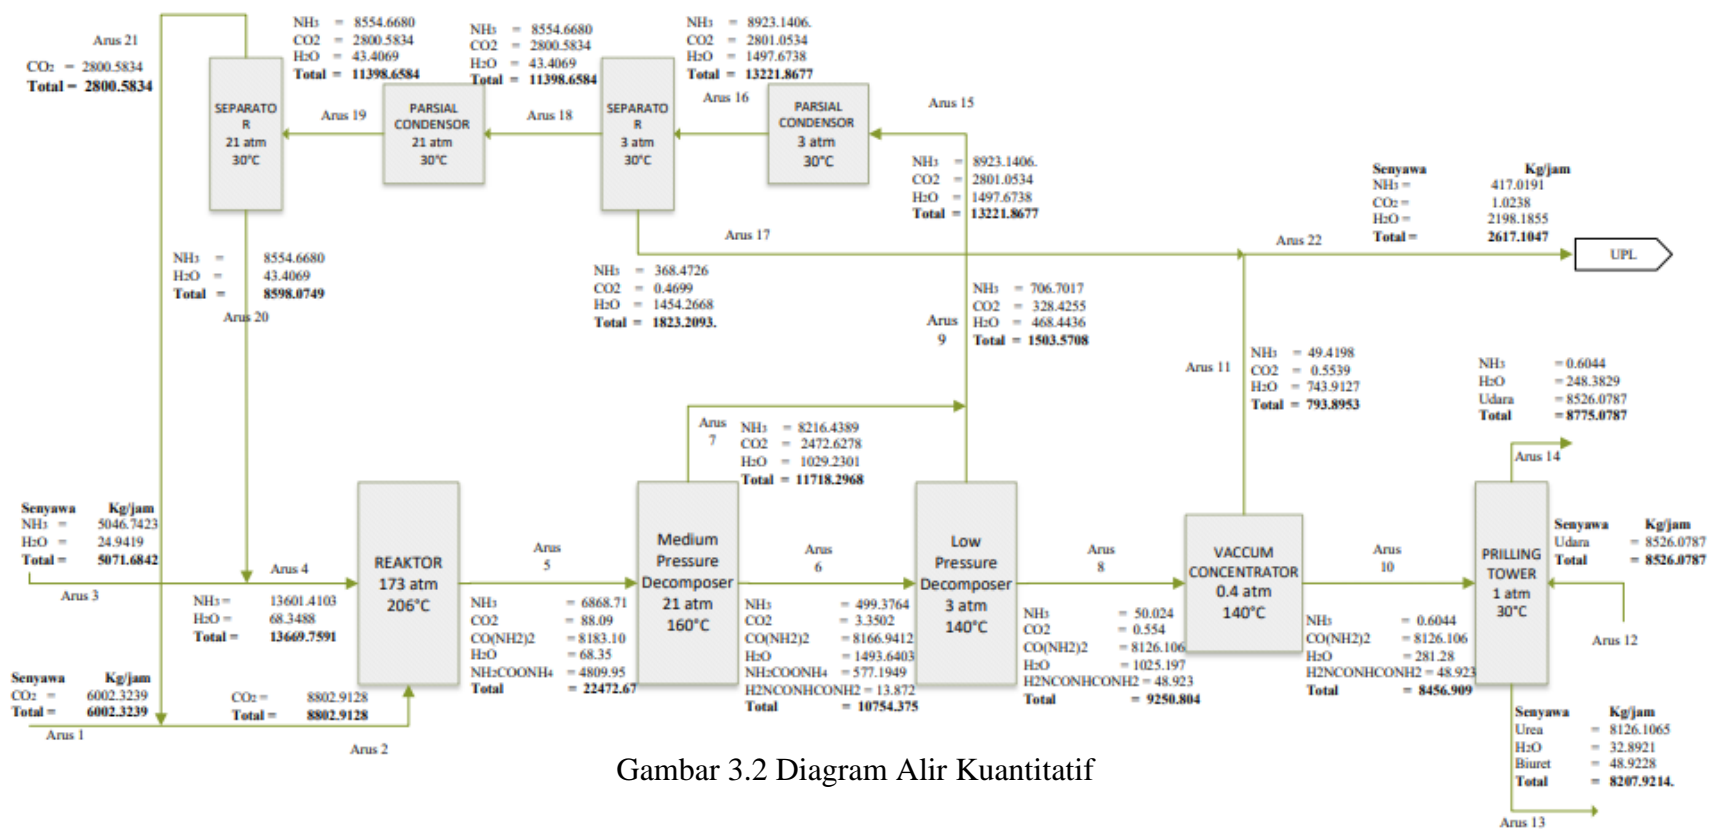 Arus 21
CO2 = 2800.5834
Total = 2800.5834
NH3 = 8554.6680
CO2 = 2800.5834
H2O = 43.4069
Total = 11398.6584
NH3 = 8554.6680
CO2 = 2800.5834
H2O = 43.4069
Total = 11398.6584
NH3 = 8923.1406.
CO2 = 2801.0534
H2O = 1497.6738
Total = 13221.8677
SEPARATO
R
21 atm
30°C
Arus 19
PARSIAL
CONDENSOR
21 atm
30°C
Arus 18
SEPARATO
R
3 atm
30°C
Arus 16
PARSIAL
CONDENSOR
3 atm
30°C
Arus 15
NH3 = 8923.1406.
CO2 = 2801.0534
H2O = 1497.6738
Total = 13221.8677
Senyawa Kg/jam
NH3 = 417.0191
CO2 = 1.0238
H2O = 2198.1855
Total = 2617.1047
Arus 17
Arus 22
UPL
NH3 = 8554.6680
H2O = 43.4069
Total = 8598.0749
Arus 20
NH3 = 368.4726
CO2 = 0.4699
H2O = 1454.2668
Total = 1823.2093.
Arus
9
NH3 = 706.7017
CO2 = 328.4255
H2O = 468.4436
Total = 1503.5708
Arus 11
NH3 = 49.4198
CO2 = 0.5539
H2O = 743.9127
Total = 793.8953
NH3 = 0.6044
H2O = 248.3829
Udara = 8526.0787
Total = 8775.0787
Arus 14
Arus
7
NH3 = 8216.4389
CO2 = 2472.6278
H2O = 1029.2301
Total = 11718.2968
Senyawa Kg/jam
NH3 = 5046.7423
H2O = 24.9419
Total = 5071.6842
Arus 3
Arus 4
NH3 = 13601.4103
H2O = 68.3488
Total = 13669.7591
REAKTOR
173 atm
206°C
Arus
5
NH3 = 6868.71
CO2 = 88.09
CO(NH2)2 = 8183.10
H2O = 68.35
NH2COONH4 = 4809.95
Total = 22472.67
Medium
Pressure
Decomposer
21 atm
160°C
Arus
6
NH3 = 499.3764
CO2 = 3.3502
CO(NH2)2 = 8166.9412
H2O = 1493.6403
NH2COONH4 = 577.1949
H2NCONHCONH2 = 13.872
Total = 10754.375
Low
Pressure
Decomposer
3 atm
140°C
Arus
8
NH3 = 50.024
CO2 = 0.554
CO(NH2)2 = 8126.106
H2O = 1025.197
H2NCONHCONH2 = 48.923
Total = 9250.804
VACCUM
CONCENTRATOR
0.4 atm
140°C
Arus
10
NH3 = 0.6044
CO(NH2)2 = 8126.106
H2O = 281.28
H2NCONHCONH2 = 48.923
Total = 8456.909
PRILLING
TOWER
1 atm
30°C
Senyawa Kg/jam
Udara = 8526.0787
Total = 8526.0787
Arus 12
Senyawa Kg/jam
CO2 = 6002.3239
Total = 6002.3239
Arus 1
CO2 = 8802.9128
Total = 8802.9128
Arus 2
Senyawa Kg/jam
Urea = 8126.1065
H2O = 32.8921
Biuret = 48.9228
Total = 8207.9214.
Arus 13
Gambar 3.2 Diagram Alir Kuantitatif